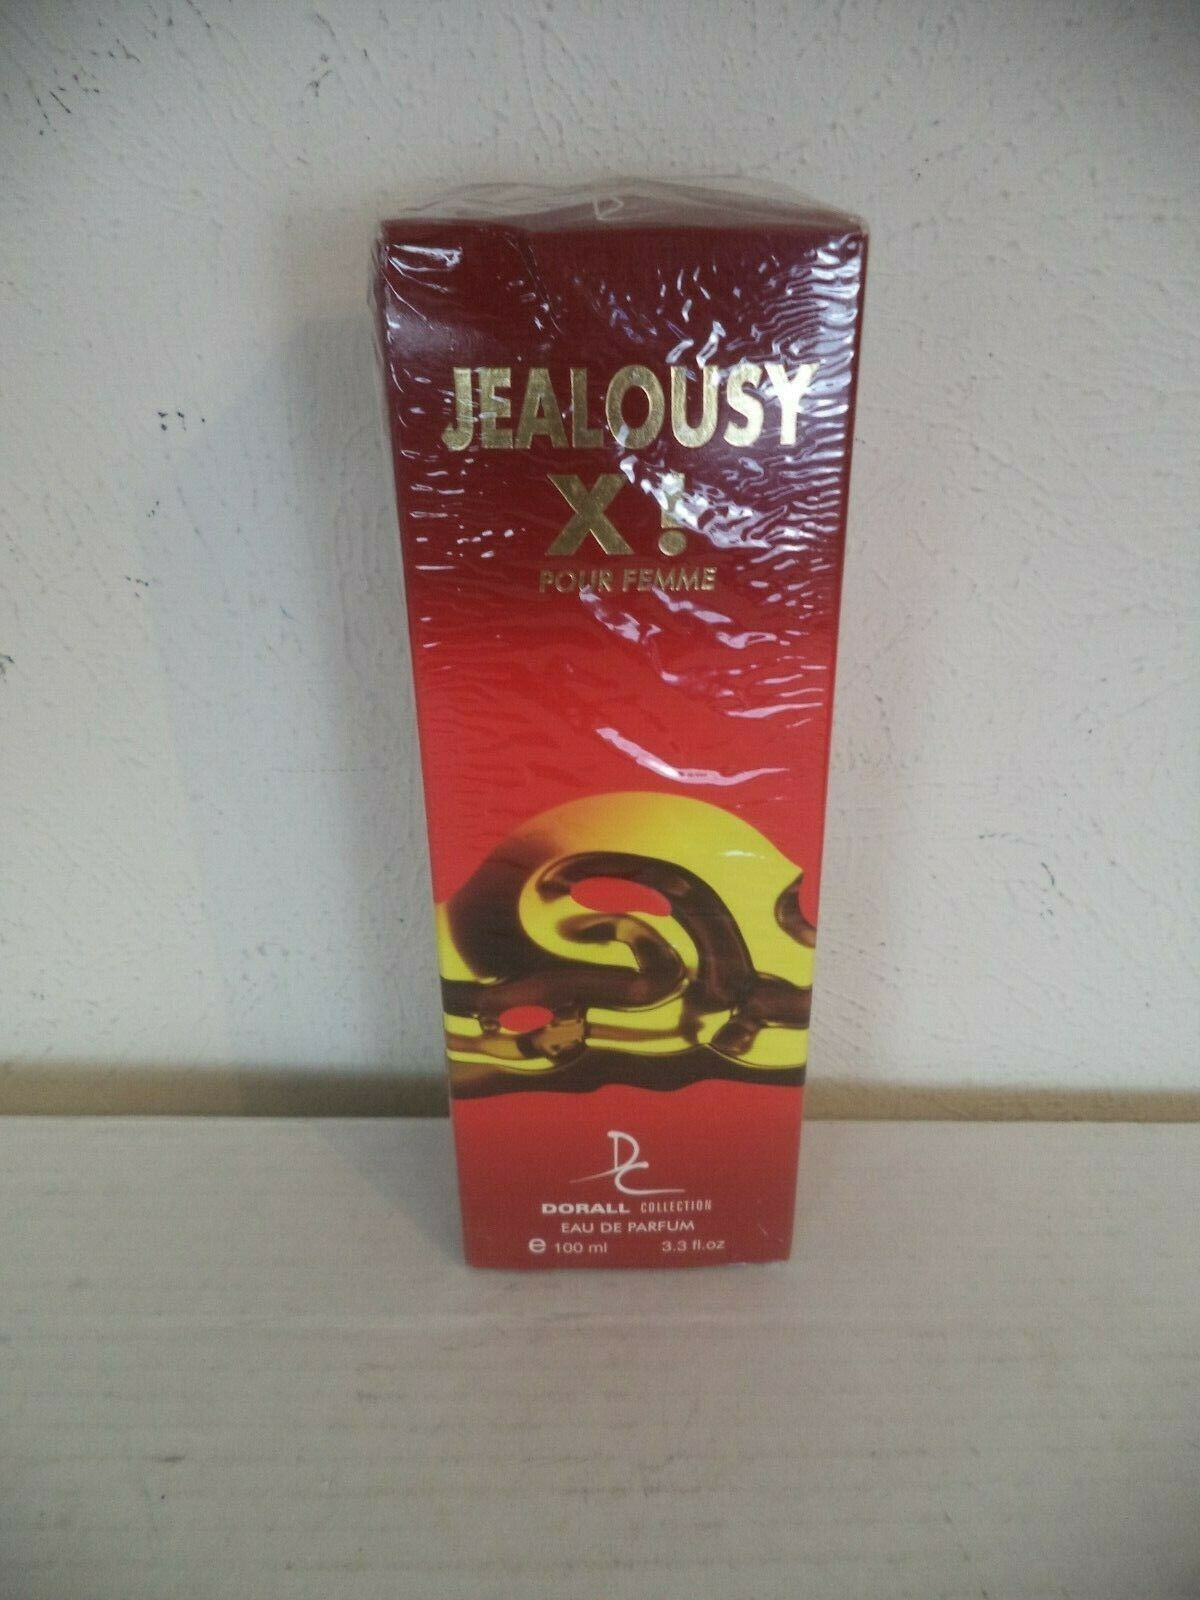 JEALOUSY
X!
POUR FEMME
DC
DORALL COLLECTION
EAU DE PARFUM
e 100 ml 3.3 fl.oz